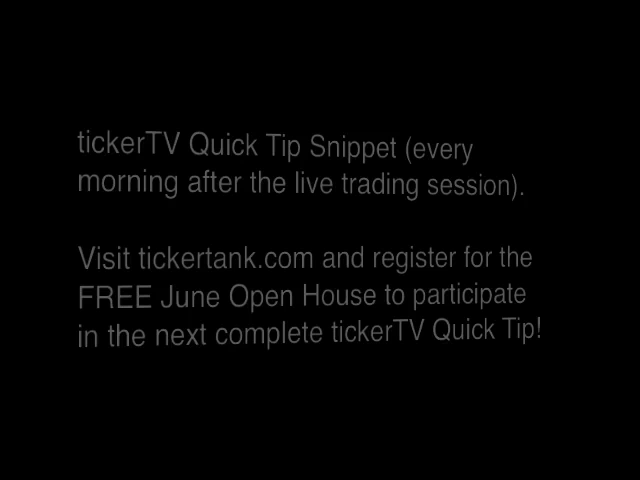 tickerTV Quick Tip Snippet (every
morning after the live trading session).
Visit tickertank.com and register for the
FREE June Open House to participate
in the next complete tickerTV Quick Tip!